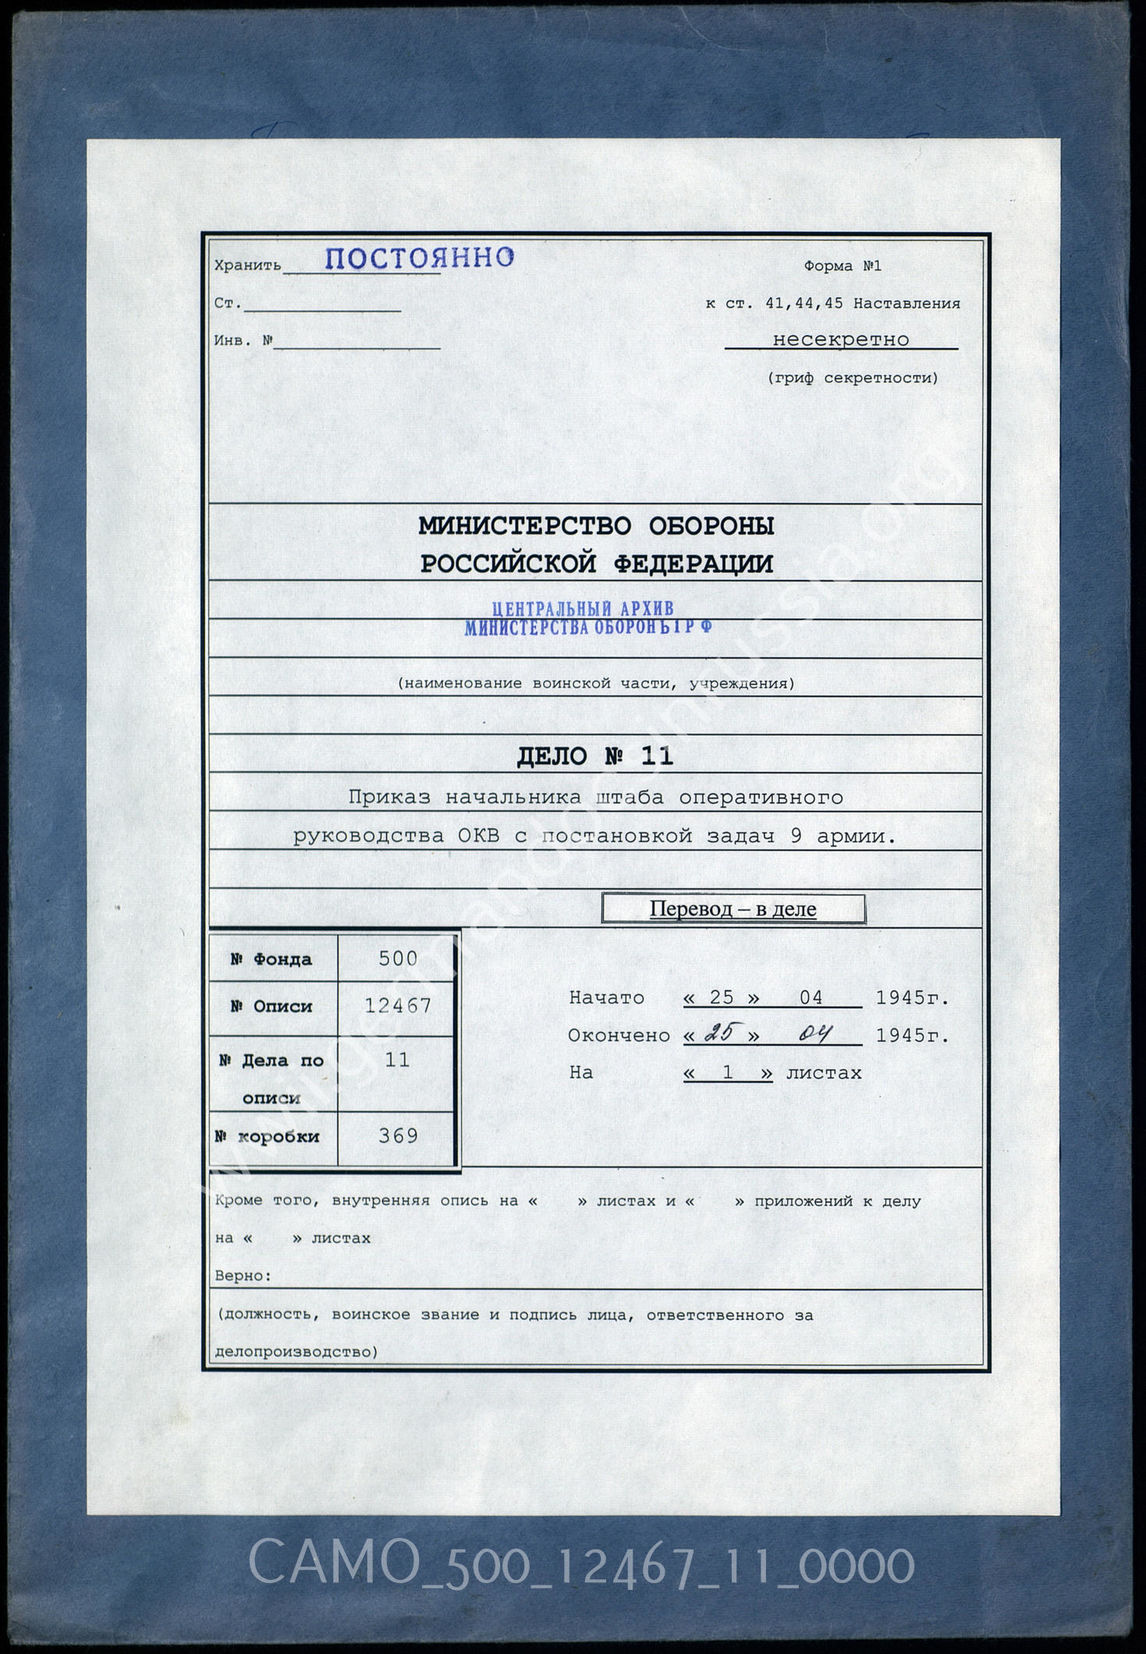 Хранить ПОСТОЯННО
Форма №1
Ст.
к ст. 41,44,45 Наставления
Инв. №
несекретно
(гриф секретности)
МИНИСТЕРСТВО ОБОРОНЫ
РОССИЙСКОЙ ФЕДЕРАЦИИ
ЦЕНТРАЛЬНЫЙ АРХИВ
МИНИСТЕРСТВА ОБОРОНЫ РФ
(наименование воинской части, учреждения)
ДЕЛО № 11
Приказ начальника штаба оперативного
руководства ОКВ с постановкой задач 9 армии.
Перевод – в деле
№ Фонда 500
№ Описи 12467
№ Дела по 11
описи
№ коробки 369
Начато « 25 » 04 1945г.
Окончено « 25 » 04 1945г.
На « 1 » листах
Кроме того, внутренняя опись на « » листах и « » приложений к делу
на « » листах
Верно:
(должность, воинское звание и подпись лица, ответственного за
делопроизводство)
CAMO_500_12467_11_0000